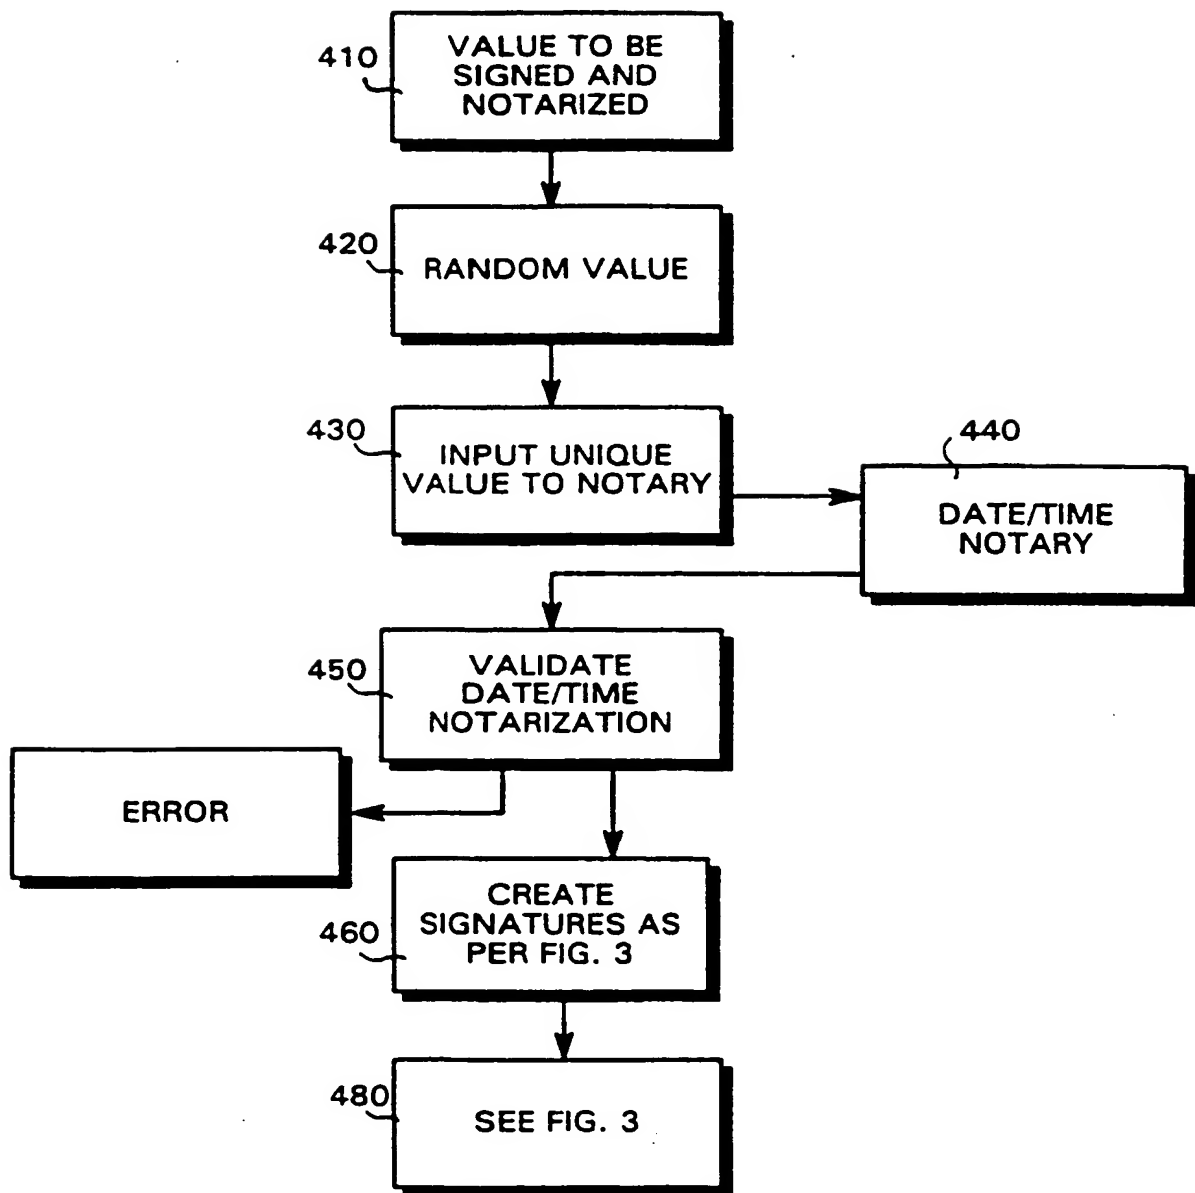 410
VALUE TO BE
SIGNED AND
NOTARIZED
420
RANDOM VALUE
430
INPUT UNIQUE
VALUE TO NOTARY
440
DATE/TIME
NOTARY
450
VALIDATE
DATE/TIME
NOTARIZATION
ERROR
460
CREATE
SIGNATURES AS
PER FIG. 3
480
SEE FIG. 3